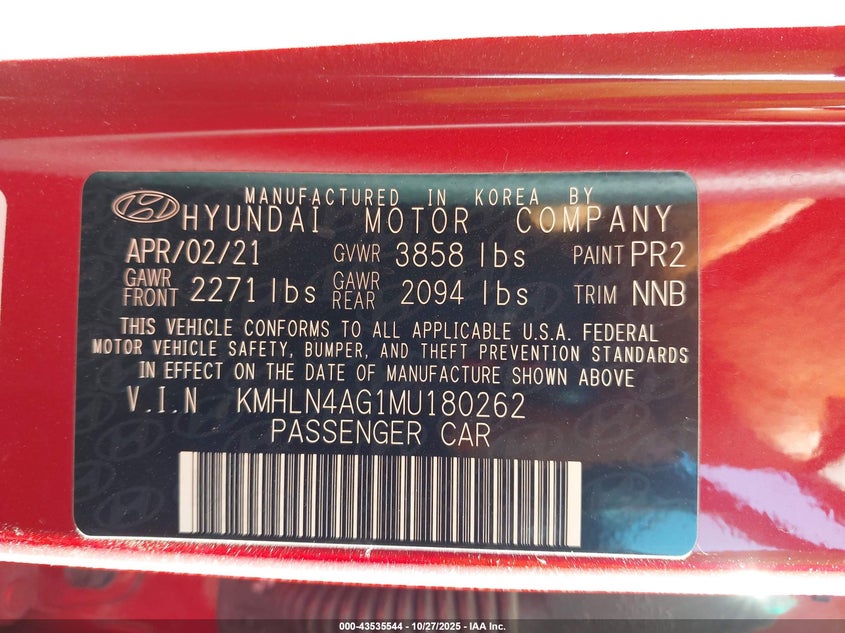 MANUFACTURED IN KOREA BY
HYUNDAI MOTOR COMPANY
APR/02/21 GVWR 3858 lbs PAINT PR2
GAWR FRONT 2271 lbs GAWR REAR 2094 lbs TRIM NNB
THIS VEHICLE CONFORMS TO ALL APPLICABLE U.S.A. FEDERAL
MOTOR VEHICLE SAFETY, BUMPER, AND THEFT PREVENTION STANDARDS
IN EFFECT ON THE DATE OF MANUFACTURE SHOWN ABOVE
V.I.N KMHLN4AG1MU180262
PASSENGER CAR
000-43535544 - 10/27/2025 - IAA Inc.